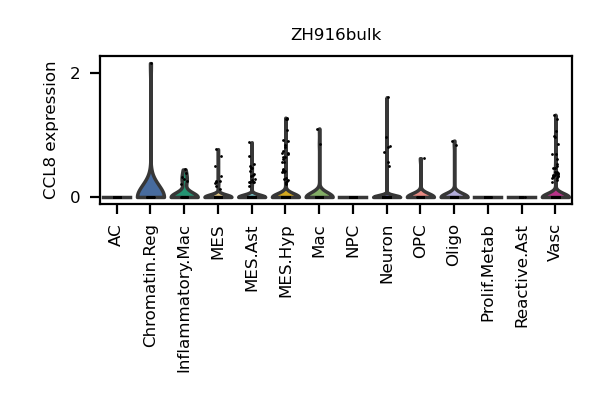 ZH916bulk
CCL8 expression
2
0
AC
Chromatin.Reg
Inflammatory.Mac
MES
MES.Ast
MES.Hyp
Mac
NPC
Neuron
OPC
Oligo
Prolif.Metab
Reactive.Ast
Vasc